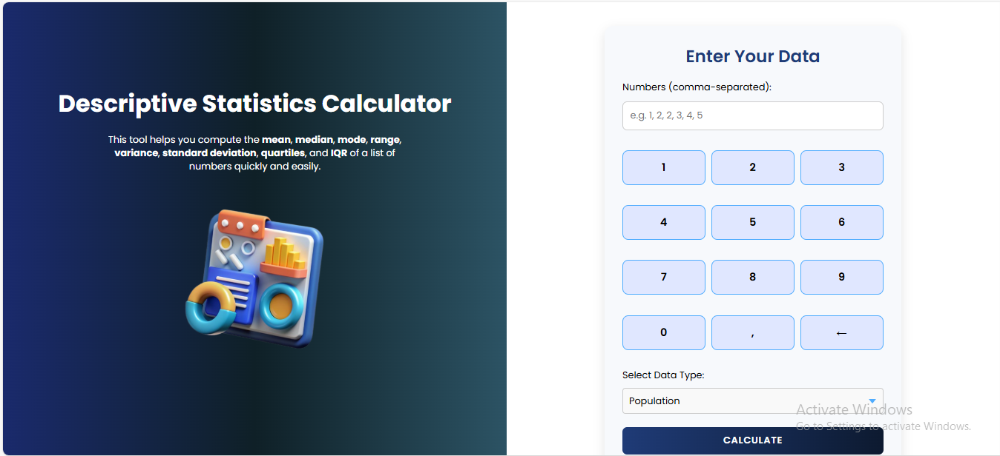 Descriptive Statistics Calculator
This tool helps you compute the mean, median, mode, range,
variance, standard deviation, quartiles, and IQR of a list of
numbers quickly and easily.
Enter Your Data
Numbers (comma-separated):
e.g. 1, 2, 2, 3, 4, 5
1 2 3
4 5 6
7 8 9
0 , ←
Select Data Type:
Population
CALCULATE
Activate Windows
Go to Settings to activate Windows.